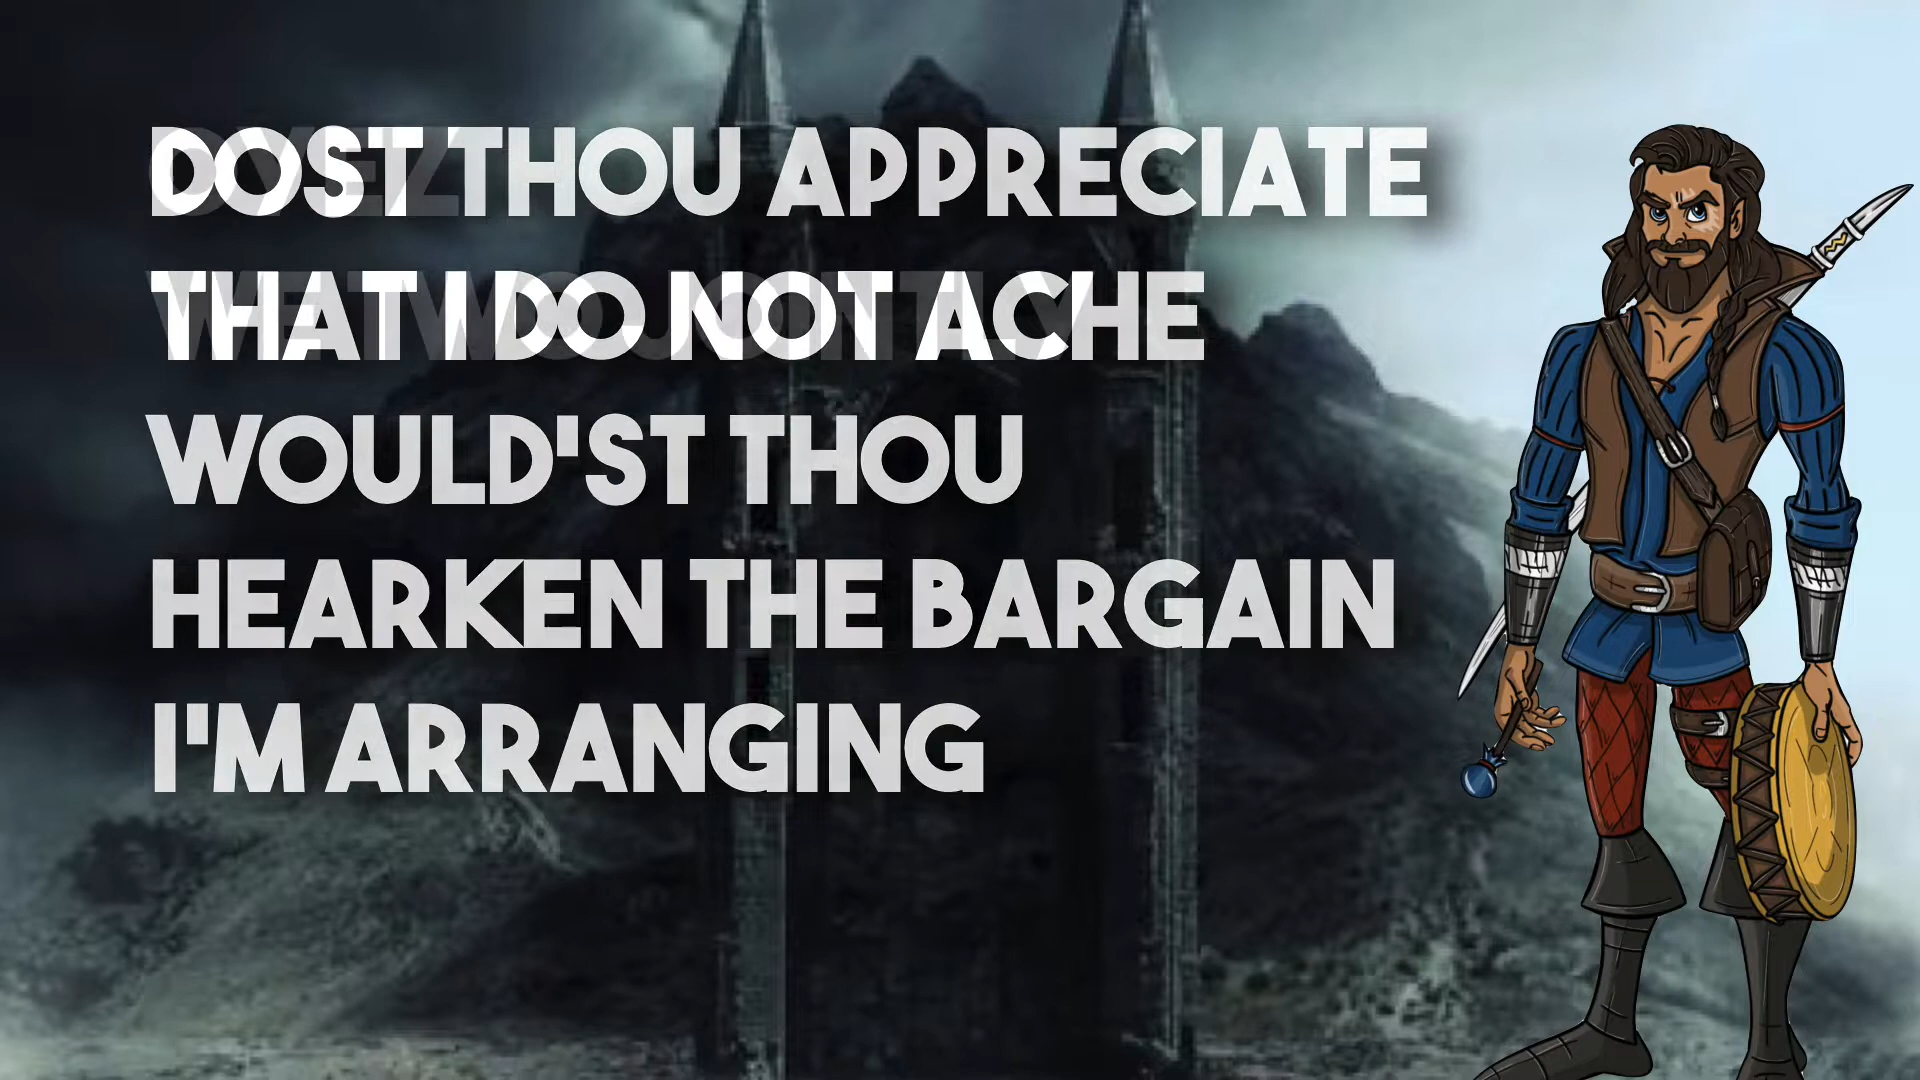 DOST THOU APPRECIATE
THAT I DO NOT ACHE
WOULD'ST THOU
HEARKEN THE BARGAIN
I'M ARRANGING